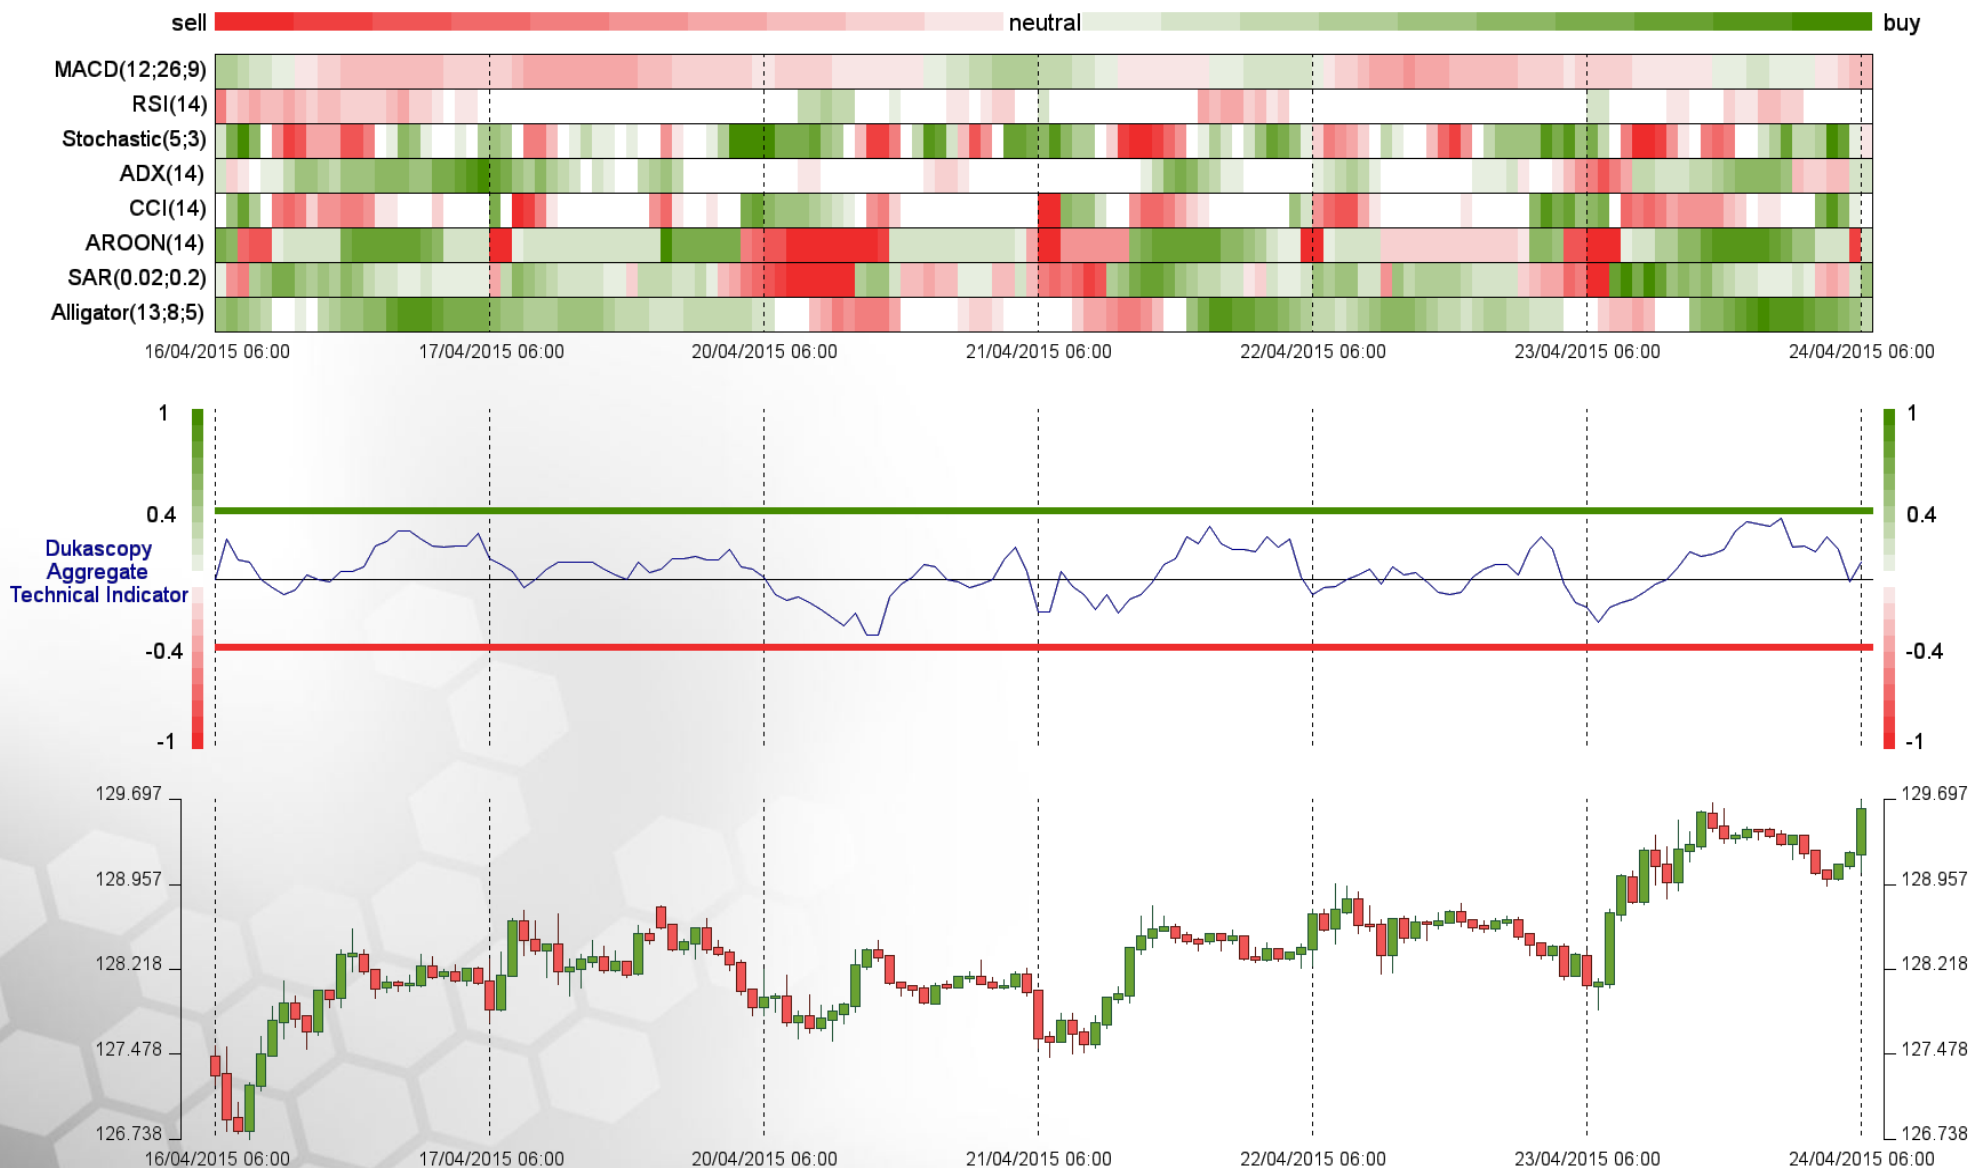 sell neutral buy
MACD(12;26;9)
RSI(14)
Stochastic(5;3)
ADX(14)
CCI(14)
AROON(14)
SAR(0.02;0.2)
Alligator(13;8;5)
16/04/2015 06:00 17/04/2015 06:00 20/04/2015 06:00 21/04/2015 06:00 22/04/2015 06:00 23/04/2015 06:00 24/04/2015 06:00
1 1
0.4 0.4
Dukascopy
Aggregate
Technical Indicator
-0.4 -0.4
-1 -1
129.697 129.697
128.957 128.957
128.218 128.218
127.478 127.478
126.738 126.738
16/04/2015 06:00 17/04/2015 06:00 20/04/2015 06:00 21/04/2015 06:00 22/04/2015 06:00 23/04/2015 06:00 24/04/2015 06:00